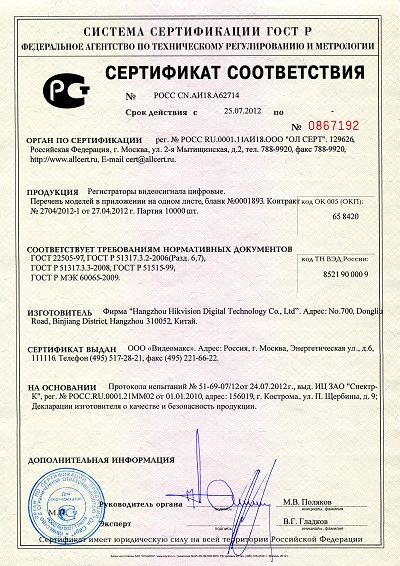 СИСТЕМА СЕРТИФИКАЦИИ ГОСТ Р
ФЕДЕРАЛЬНОЕ АГЕНТСТВО ПО ТЕХНИЧЕСКОМУ РЕГУЛИРОВАНИЮ И МЕТРОЛОГИИ
СЕРТИФИКАТ СООТВЕТСТВИЯ
№ РОСС CN.АИ18.А62714
Срок действия с 25.07.2012 по -
№ 0867192
ОРГАН ПО СЕРТИФИКАЦИИ рег. № РОСС RU.0001.11АИ18.ООО "ОЛ СЕРТ". 129626,
Российская Федерация, г. Москва, ул. 2-я Мытищинская, д.2, тел. 788-9920, факс 788-9920,
http://www.allcert.ru, E-mail cert@allcert.ru.
ПРОДУКЦИЯ Регистраторы видеосигнала цифровые.
Перечень моделей в приложении на одном листе, бланк №0001893. Контракт
№ 2704/2012-1 от 27.04.2012 г. Партия 10000 шт.
код ОК 005 (ОКП):
65 8420
СООТВЕТСТВУЕТ ТРЕБОВАНИЯМ НОРМАТИВНЫХ ДОКУМЕНТОВ
ГОСТ 22505-97, ГОСТ Р 51317.3.2-2006(Разд. 6,7),
ГОСТ Р 51317.3.3-2008, ГОСТ Р 51515-99,
ГОСТ Р МЭК 60065-2009.
код ТН ВЭД России:
8521 90 000 9
ИЗГОТОВИТЕЛЬ Фирма "Hangzhou Hikvision Digital Technology Co., Ltd". Адрес: No.700, Dongliu
Road, Binjiang District, Hangzhou 310052, Китай.
СЕРТИФИКАТ ВЫДАН ООО «Видеомакс». Адрес: Россия, г. Москва, Энергетическая ул., д.6,
111116. Телефон (495) 517-28-21, факс (495) 221-66-22.
НА ОСНОВАНИИ Протокола испытаний № 51-69-07/12от 24.07.2012 г., выд. ИЦ ЗАО "Спектр-
К", рег. № РОСС.RU.0001.21ММ02 от 01.01.2010, адрес: 156019, г. Кострома, ул. П. Щербины, д. 9;
Декларации изготовителя о качестве и безопасность продукции.
ДОПОЛНИТЕЛЬНАЯ ИНФОРМАЦИЯ
Для сертификатов
М.П.
Руководитель органа
подпись
М.В. Поляков
инициалы, фамилия
Эксперт
подпись
В.Г. Гладков
инициалы, фамилия
Сертификат имеет юридическую силу на всей территории Российской Федерации